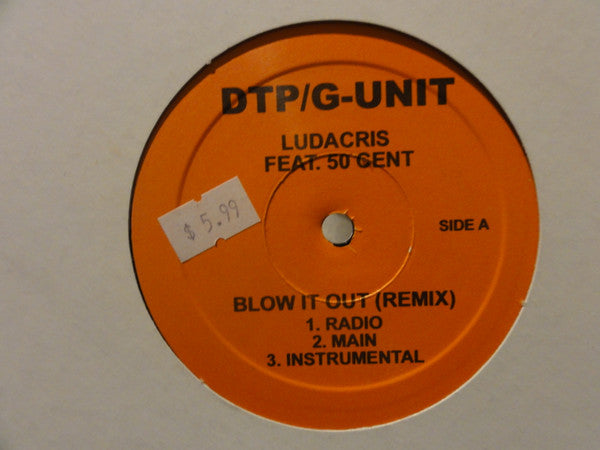 DTP/G-UNIT
LUDACRIS
FEAT. 50 CENT
$ 5.99
SIDE A
BLOW IT OUT (REMIX)
1. RADIO
2. MAIN
3. INSTRUMENTAL